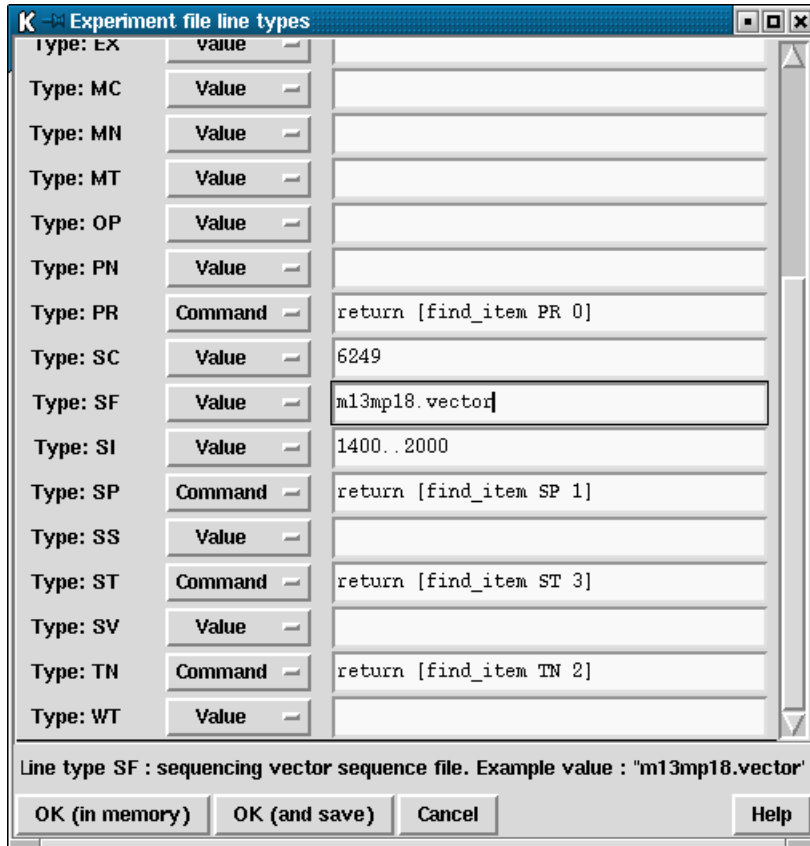 K Experiment file line types
Type: EX Value
Type: MC Value
Type: MN Value
Type: MT Value
Type: OP Value
Type: PN Value
Type: PR Command return [find_item PR 0]
Type: SC Value 6249
Type: SF Value m13mp18.vector
Type: SI Value 1400..2000
Type: SP Command return [find_item SP 1]
Type: SS Value
Type: ST Command return [find_item ST 3]
Type: SV Value
Type: TN Command return [find_item TN 2]
Type: WT Value
Line type SF : sequencing vector sequence file. Example value : "m13mp18.vector"
OK (in memory) OK (and save) Cancel Help